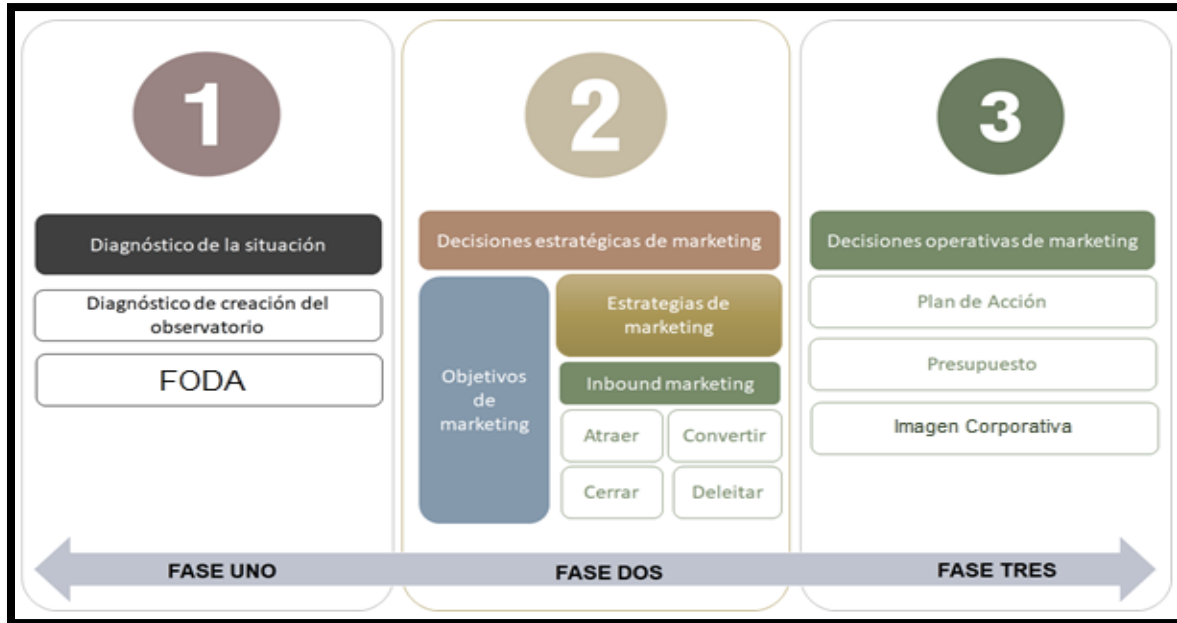 1
Diagnóstico de la situación
Diagnóstico de creación del
observatorio
FODA
2
Decisiones estratégicas de marketing
Objetivos
de
marketing
Estrategias de
marketing
Inbound marketing
Atraer
Convertir
Cerrar
Deleitar
3
Decisiones operativas de marketing
Plan de Acción
Presupuesto
Imagen Corporativa
FASE UNO
FASE DOS
FASE TRES